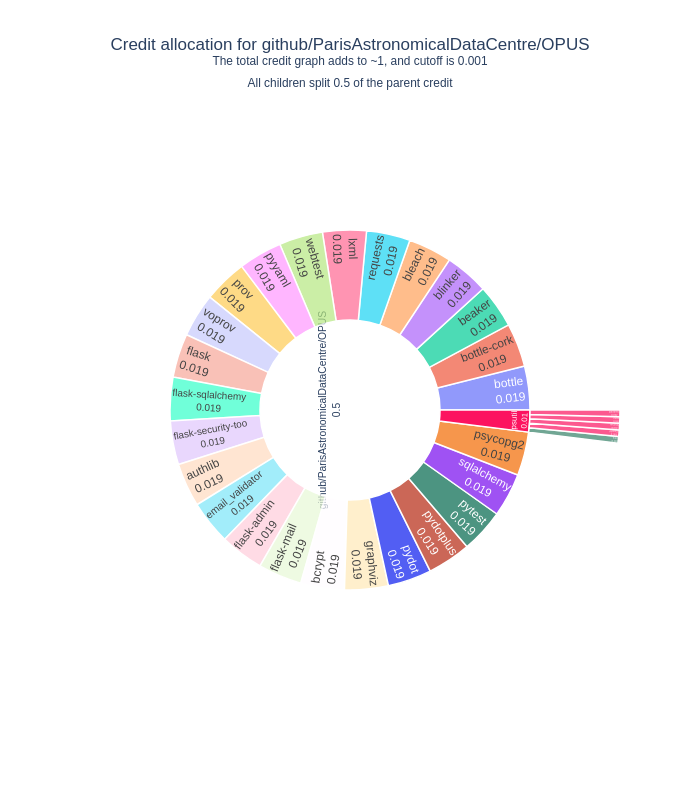 Credit allocation for github/ParisAstronomicalDataCentre/OPUS
The total credit graph adds to ~1, and cutoff is 0.001
All children split 0.5 of the parent credit
github/ParisAstronomicalDataCentre/OPUS
0.5
lxml
0.019
requests
0.019
bleach
0.019
blinker
0.019
beaker
0.019
bottle-cork
0.019
bottle
0.019
psutil
0.01
psycopg2
0.019
sqlalchemy
0.019
pytest
0.019
pydotplus
0.019
pydot
0.019
graphviz
0.019
bcrypt
0.019
flask-mail
0.019
flask-admin
0.019
email_validator
0.019
authlib
0.019
flask-security-too
0.019
flask-sqlalchemy
0.019
flask
0.019
voprov
0.019
prov
0.019
pyyaml
0.019
webtest
0.019